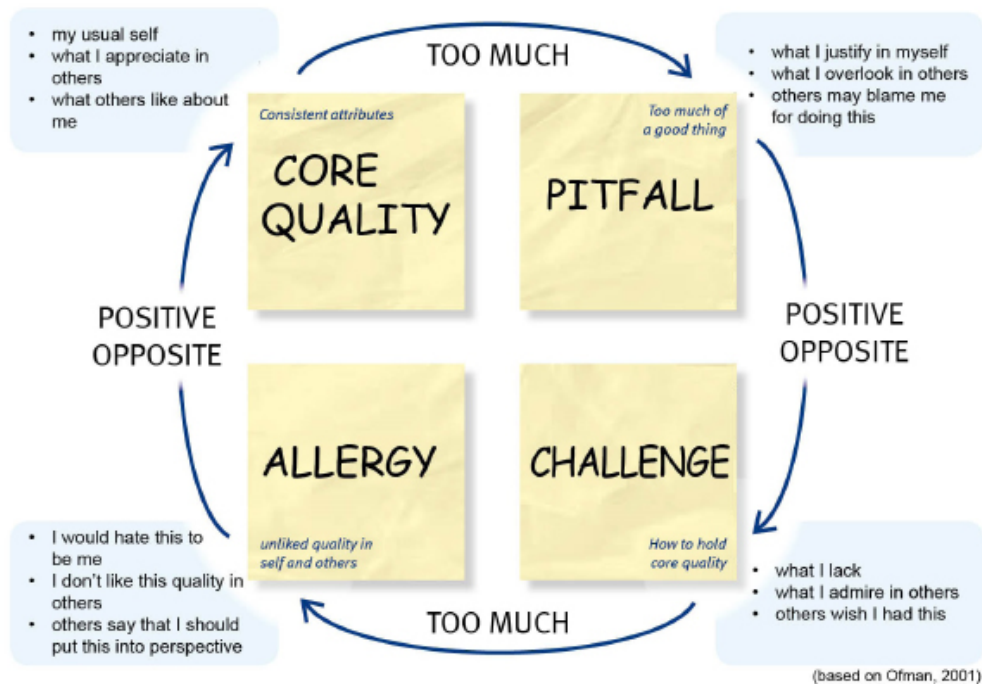 • my usual self
• what I appreciate in
others
• what others like about
me
TOO MUCH
• what I justify in myself
• what I overlook in others
• others may blame me
for doing this
Consistent attributes
CORE
QUALITY
Too much of
a good thing
PITFALL
POSITIVE
OPPOSITE
POSITIVE
OPPOSITE
ALLERGY
unliked quality in
self and others
CHALLENGE
How to hold
core quality
• I would hate this to
be me
• I don't like this quality in
others
• others say that I should
put this into perspective
TOO MUCH
• what I lack
• what I admire in others
• others wish I had this
(based on Ofman, 2001)